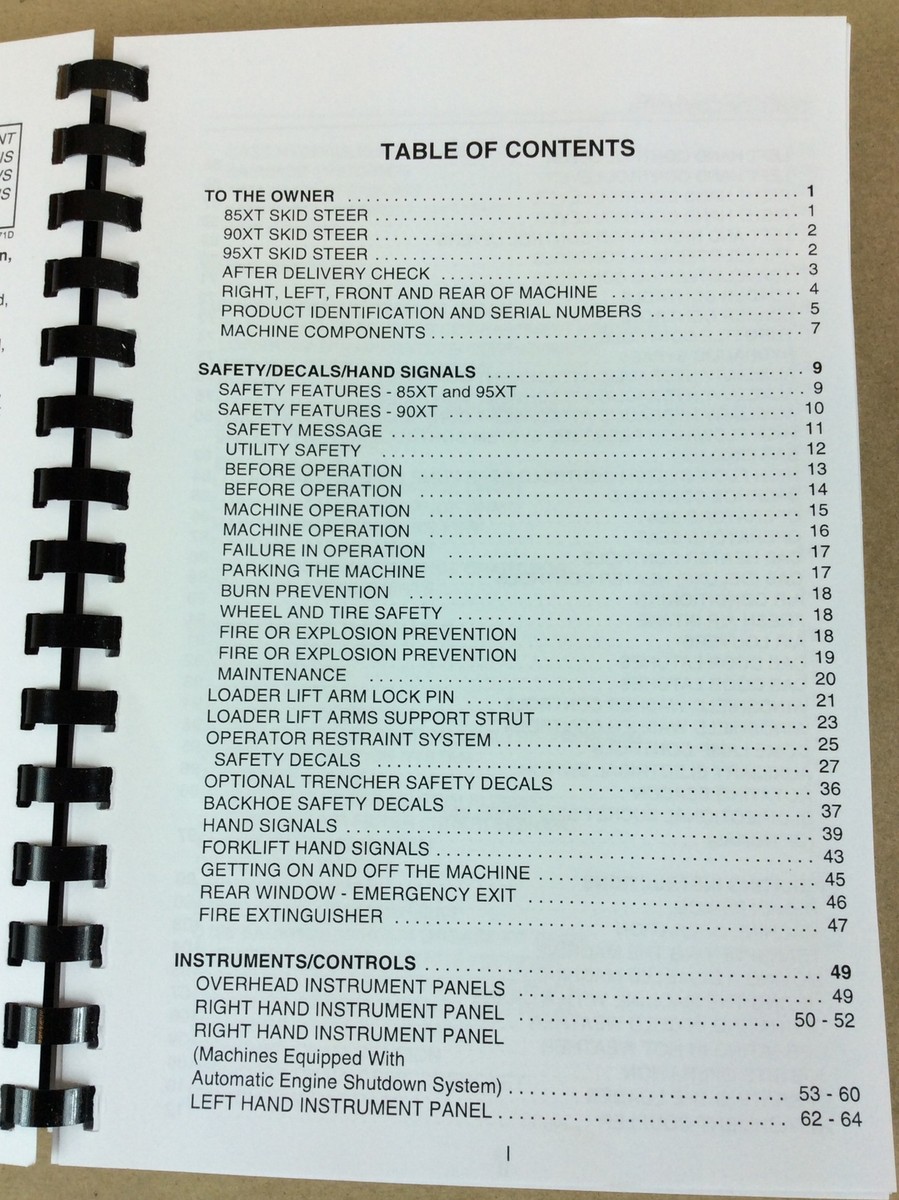 NT
NS
YS
NS
71D
n,
d,
TABLE OF CONTENTS
TO THE OWNER . . . . . . . . . . 1
85XT SKID STEER . . . . . . . . . . 1
90XT SKID STEER . . . . . . . . . . 2
95XT SKID STEER . . . . . . . . . . 2
AFTER DELIVERY CHECK . . . . . . . . . . 3
RIGHT, LEFT, FRONT AND REAR OF MACHINE . . . . . . . . . . 4
PRODUCT IDENTIFICATION AND SERIAL NUMBERS . . . . . . . . . . 5
MACHINE COMPONENTS . . . . . . . . . . 7
SAFETY/DECALS/HAND SIGNALS . . . . . . . . . . 9
SAFETY FEATURES - 85XT and 95XT . . . . . . . . . . 9
SAFETY FEATURES - 90XT . . . . . . . . . . 10
SAFETY MESSAGE . . . . . . . . . . 11
UTILITY SAFETY . . . . . . . . . . 12
BEFORE OPERATION . . . . . . . . . . 13
BEFORE OPERATION . . . . . . . . . . 14
MACHINE OPERATION . . . . . . . . . . 15
MACHINE OPERATION . . . . . . . . . . 16
FAILURE IN OPERATION . . . . . . . . . . 17
PARKING THE MACHINE . . . . . . . . . . 17
BURN PREVENTION . . . . . . . . . . 18
WHEEL AND TIRE SAFETY . . . . . . . . . . 18
FIRE OR EXPLOSION PREVENTION . . . . . . . . . . 18
FIRE OR EXPLOSION PREVENTION . . . . . . . . . . 19
MAINTENANCE . . . . . . . . . . 20
LOADER LIFT ARM LOCK PIN . . . . . . . . . . 21
LOADER LIFT ARMS SUPPORT STRUT . . . . . . . . . . 23
OPERATOR RESTRAINT SYSTEM . . . . . . . . . . 25
SAFETY DECALS . . . . . . . . . . 27
OPTIONAL TRENCHER SAFETY DECALS . . . . . . . . . . 36
BACKHOE SAFETY DECALS . . . . . . . . . . 37
HAND SIGNALS . . . . . . . . . . 39
FORKLIFT HAND SIGNALS . . . . . . . . . . 43
GETTING ON AND OFF THE MACHINE . . . . . . . . . . 45
REAR WINDOW - EMERGENCY EXIT . . . . . . . . . . 46
FIRE EXTINGUISHER . . . . . . . . . . 47
INSTRUMENTS/CONTROLS . . . . . . . . . . 49
OVERHEAD INSTRUMENT PANELS . . . . . . . . . . 49
RIGHT HAND INSTRUMENT PANEL . . . . . . . . . . 50 - 52
RIGHT HAND INSTRUMENT PANEL
(Machines Equipped With
Automatic Engine Shutdown System) . . . . . . . . . . 53 - 60
LEFT HAND INSTRUMENT PANEL . . . . . . . . . . 62 - 64
I